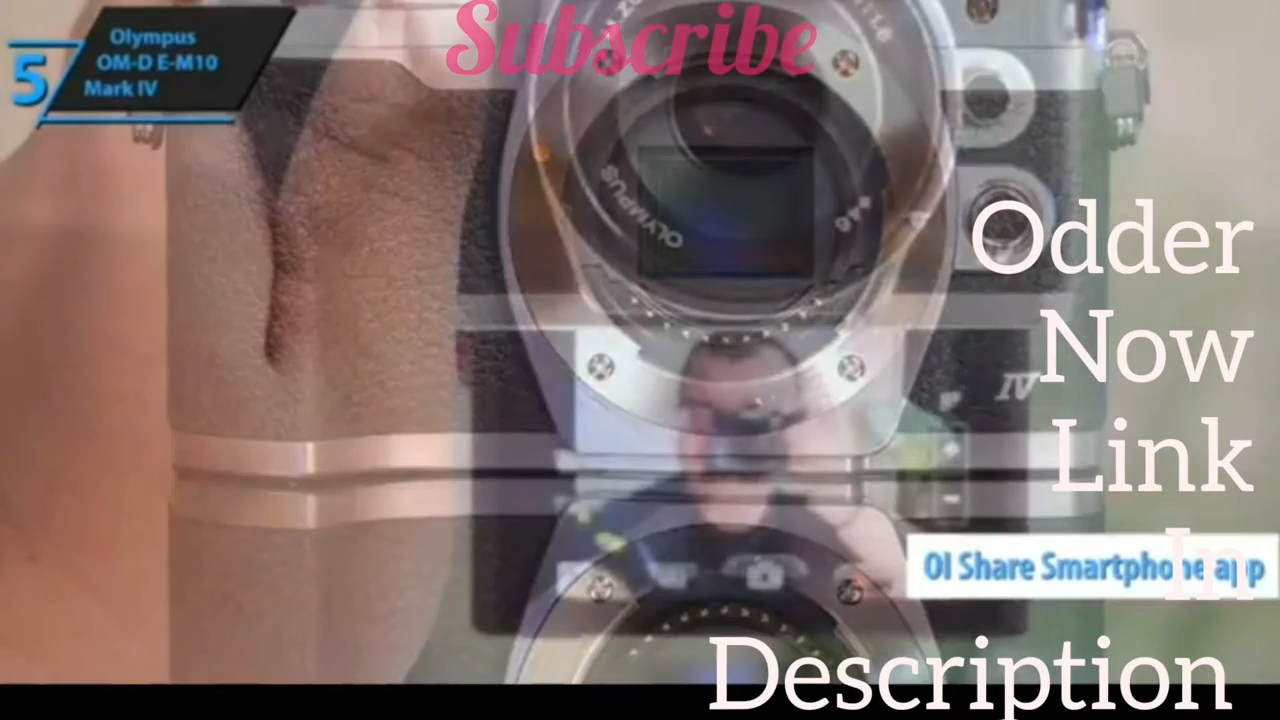 Subscribe
5
Olympus
OM-D E-M10
Mark IV
OLYMPUS
Odder
Now
IV
Link
In
OI Share Smartphone app
Description